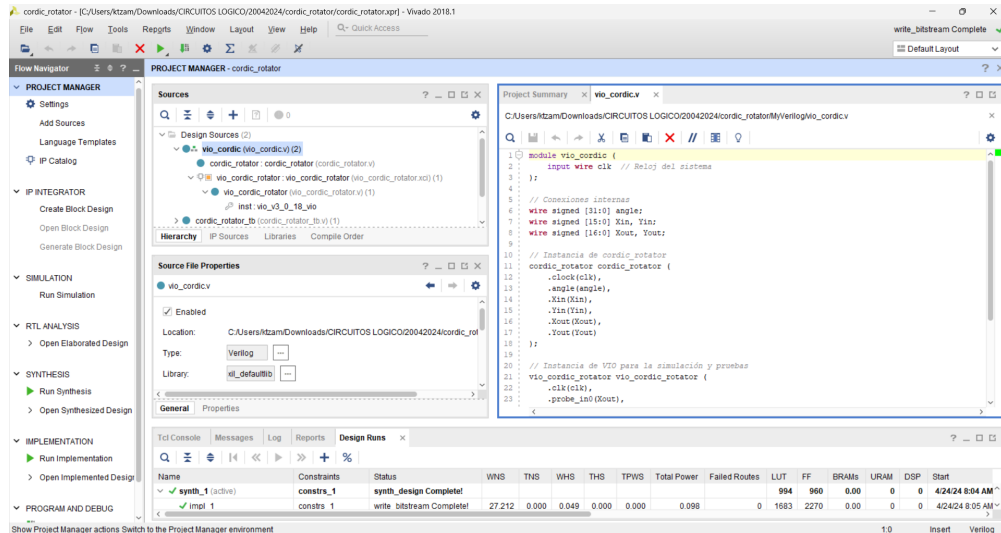 cordic_rotator - [C:/Users/ktzam/Downloads/CIRCUITOS LOGICO/20042024/cordic_rotator/cordic_rotator.xpr] - Vivado 2018.1
File Edit Flow Tools Reports Window Layout View Help Q- Quick Access
write_bitstream Complete
Default Layout
Flow Navigator
PROJECT MANAGER
Settings
Add Sources
Language Templates
IP Catalog
IP INTEGRATOR
Create Block Design
Open Block Design
Generate Block Design
SIMULATION
Run Simulation
RTL ANALYSIS
Open Elaborated Design
SYNTHESIS
Run Synthesis
Open Synthesized Design
IMPLEMENTATION
Run Implementation
Open Implemented Design
PROGRAM AND DEBUG
PROJECT MANAGER - cordic_rotator
Sources
0
Design Sources (2)
vio_cordic (vio_cordic.v) (2)
cordic_rotator : cordic_rotator (cordic_rotator.v)
vio_cordic_rotator : vio_cordic_rotator (vio_cordic_rotator.xci) (1)
vio_cordic_rotator (vio_cordic_rotator.v) (1)
inst : vio_v3_0_18_vio
cordic_rotator_tb (cordic_rotator_tb.v) (1)
Hierarchy IP Sources Libraries Compile Order
Source File Properties
vio_cordic.v
Enabled
Location: C:/Users/ktzam/Downloads/CIRCUITOS LOGICO/20042024/cordic_rot
Type: Verilog
Library: xil_defaultlib
General Properties
Project Summary vio_cordic.v
C:/Users/ktzam/Downloads/CIRCUITOS LOGICO/20042024/cordic_rotator/MyVerilog/vio_cordic.v
1 module vio_cordic (
2 input wire clk // Reloj del sistema
3 );
4
5 // Conexiones internas
6 wire signed [31:0] angle;
7 wire signed [15:0] Xin, Yin;
8 wire signed [16:0] Xout, Yout;
9
10 // Instancia de cordic_rotator
11 cordic_rotator cordic_rotator (
12 .clock(clk),
13 .angle(angle),
14 .Xin(Xin),
15 .Yin(Yin),
16 .Xout(Xout),
17 .Yout(Yout)
18 );
19
20 // Instancia de VIO para la simulación y pruebas
21 vio_cordic_rotator vio_cordic_rotator (
22 .clk(clk),
23 .probe_in0(Xout),
Tcl Console Messages Log Reports Design Runs
Name Constraints Status WNS TNS WHS THS TPWS Total Power Failed Routes LUT FF BRAMs URAM DSP Start
synth_1 (active) constrs_1 synth_design Complete! 994 960 0.00 0 0 4/24/24 8:04 AM
impl_1 constrs_1 write_bitstream Complete! 27.212 0.000 0.049 0.000 0.000 0.098 0 1683 2270 0.00 0 0 4/24/24 8:05 AM
Show Project Manager actions Switch to the Project Manager environment
1:0 Insert Verilog